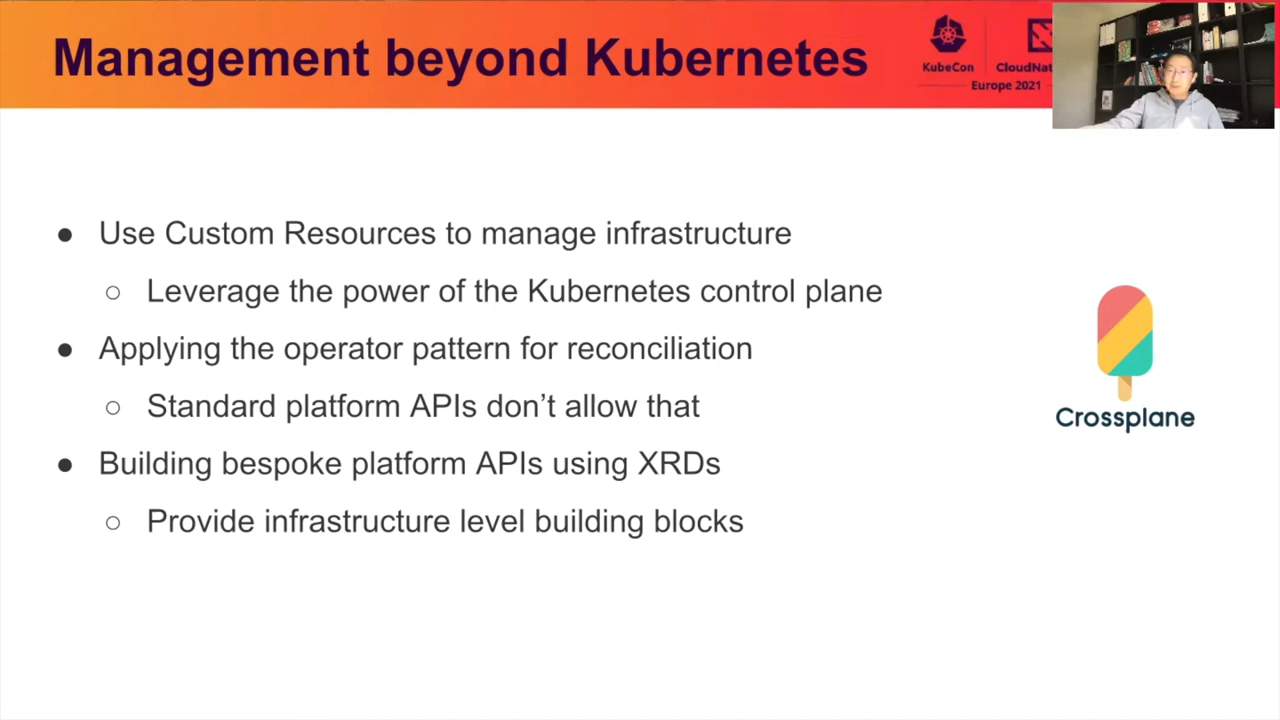 Management beyond Kubernetes
KubeCon
CloudNat
Europe 2021
● Use Custom Resources to manage infrastructure
○ Leverage the power of the Kubernetes control plane
● Applying the operator pattern for reconciliation
○ Standard platform APIs don’t allow that
● Building bespoke platform APIs using XRDs
○ Provide infrastructure level building blocks
Crossplane